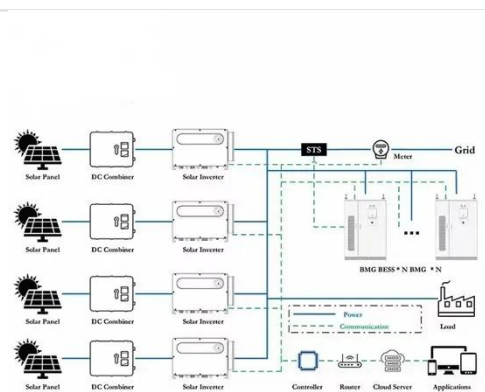 STS
Meter
Grid
Solar Panel
DC Combiner
Solar Inverter
Solar Panel
DC Combiner
Solar Inverter
BMG BESS * N BMG * N
Solar Panel
DC Combiner
Solar Inverter
Power
Communication
Load
Solar Panel
DC Combiner
Solar Inverter
Controller
Router
Cloud Server
Applications